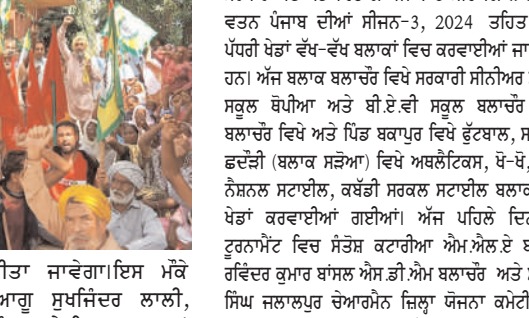 ਵਤਨ ਪੰਜਾਬ ਦੀਆਂ ਸੀਜਨ-3, 2024 ਤਹਿਤ
ਪੱਧਰੀ ਖੇਡਾਂ ਵੱਖ-ਵੱਖ ਬਲਾਕਾਂ ਵਿਚ ਕਰਵਾਈਆਂ ਜਾ
ਹਨ। ਅੱਜ ਬਲਾਕ ਬਲਾਚੌਰ ਵਿਖੇ ਸਰਕਾਰੀ ਸੀਨੀਅਰ
ਸਕੂਲ ਥੋਪੀਆ ਅਤੇ ਬੀ.ਏ.ਵੀ ਸਕੂਲ ਬਲਾਚੌਰ
ਬਲਾਚੌਰ ਵਿਖੇ ਅਤੇ ਪਿੰਡ ਬਕਾਪੁਰ ਵਿਖੇ ਫੁੱਟਬਾਲ,
ਛਦੌੜੀ (ਬਲਾਕ ਸੜੋਆ) ਵਿਖੇ ਅਥਲੈਟਿਕਸ, ਖੋ-ਖੋ,
ਨੈਸ਼ਨਲ ਸਟਾਈਲ, ਕਬੱਡੀ ਸਰਕਲ ਸਟਾਈਲ ਬਲਾਕ
ਖੇਡਾਂ ਕਰਵਾਈਆਂ ਗਈਆਂ। ਅੱਜ ਪਹਿਲੇ ਦਿਨ
ਟੂਰਨਾਮੈਂਟ ਵਿਚ ਸੰਤੋਸ਼ ਕਟਾਰੀਆ ਐਮ.ਐਲ.ਏ
ਰਵਿੰਦਰ ਕੁਮਾਰ ਬਾਂਸਲ ਐਸ.ਡੀ.ਐਮ ਬਲਾਚੌਰ ਅਤੇ
ਸਿੰਘ ਜਲਾਲਪੁਰ ਚੇਅਰਮੈਨ ਜ਼ਿਲ੍ਹਾ ਯੋਜਨਾ ਕਮੇਟੀ
ਜਾਵੇਗਾ।ਇਸ ਮੌਕੇ
ਆਗੂ ਸੁਖਜਿੰਦਰ ਲਾਲੀ,